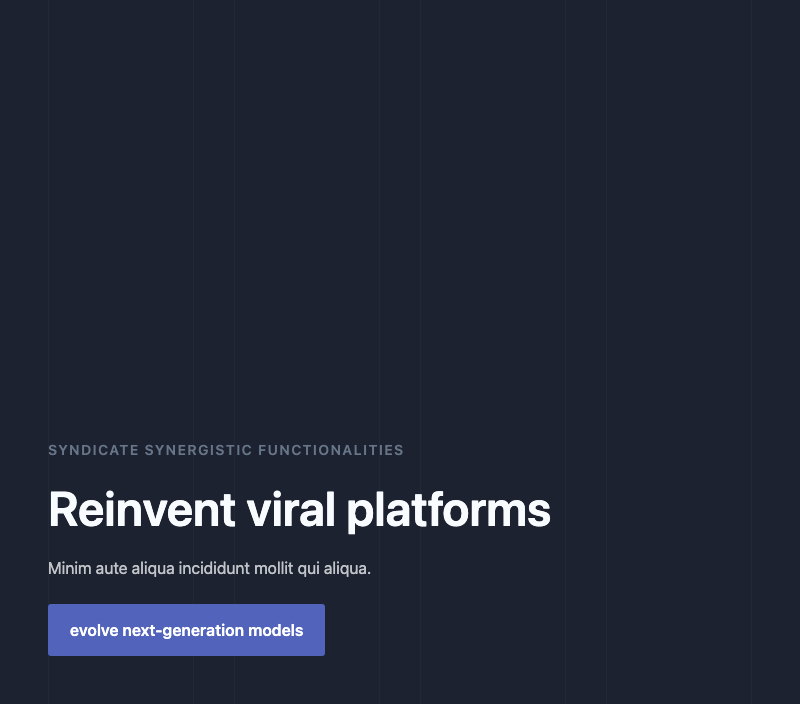 SYNDICATE SYNERGISTIC FUNCTIONALITIES
Reinvent viral platforms
Minim aute aliqua incididunt mollit qui aliqua.
evolve next-generation models